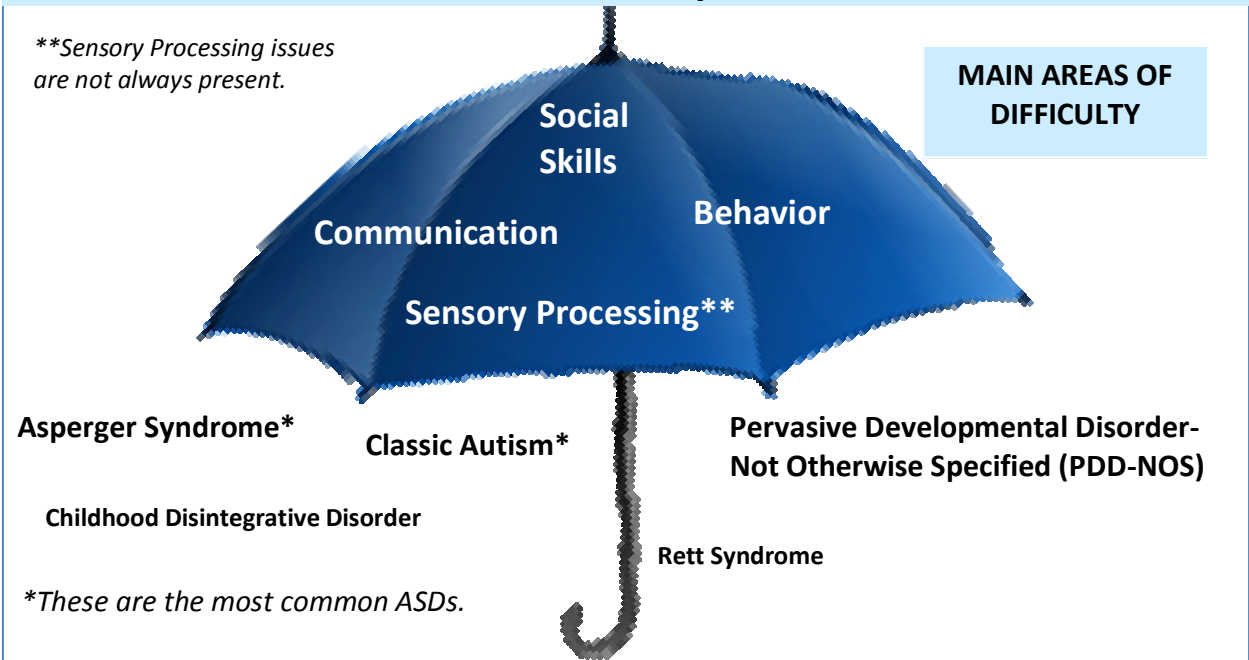 **Sensory Processing issues
are not always present.
MAIN AREAS OF
DIFFICULTY
Social
Skills
Communication
Behavior
Sensory Processing**
Asperger Syndrome*
Classic Autism*
Pervasive Developmental Disorder-
Not Otherwise Specified (PDD-NOS)
Childhood Disintegrative Disorder
Rett Syndrome
*These are the most common ASDs.